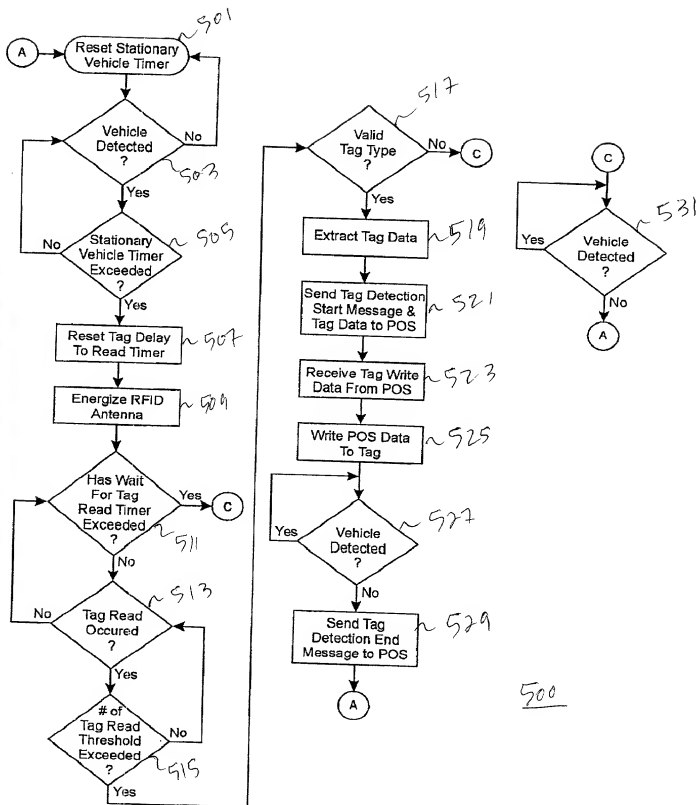 501
A
Reset Stationary
Vehicle Timer
Vehicle
Detected
?
No
503
Yes
Stationary
Vehicle Timer
Exceeded
?
No
505
Yes
Reset Tag Delay
To Read Timer
507
Energize RFID
Antenna
509
Has Wait
For Tag
Read Timer
Exceeded
?
Yes
C
511
No
Tag Read
Occured
?
No
513
Yes
# of
Tag Read
Threshold
Exceeded
?
No
515
Yes
517
Valid
Tag Type
?
No
C
Yes
Extract Tag Data
519
Send Tag Detection
Start Message &
Tag Data to POS
521
Receive Tag Write
Data From POS
523
Write POS Data
To Tag
525
Vehicle
Detected
?
Yes
527
No
Send Tag
Detection End
Message to POS
529
A
C
531
Vehicle
Detected
?
Yes
No
A
500